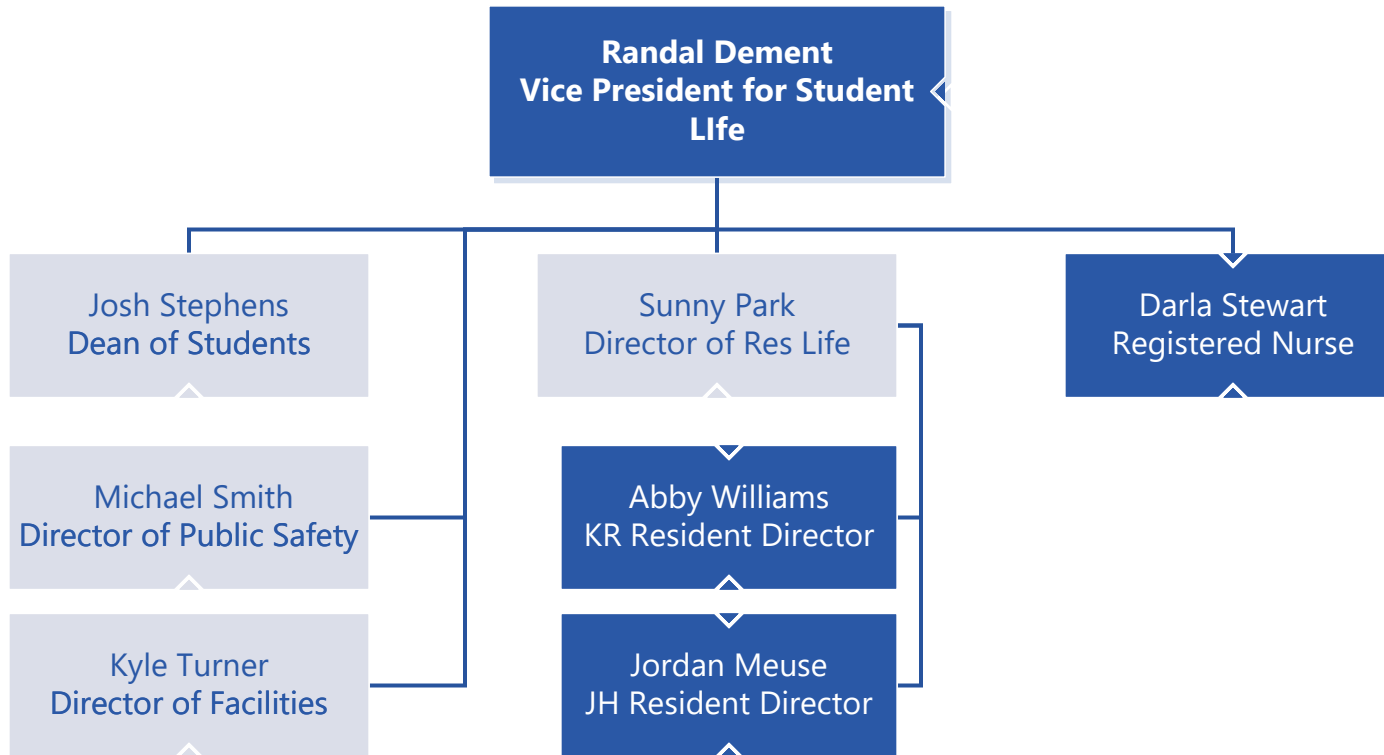 Randal Dement
Vice President for Student
LIfe
Josh Stephens
Dean of Students
Sunny Park
Director of Res Life
Darla Stewart
Registered Nurse
Michael Smith
Director of Public Safety
Abby Williams
KR Resident Director
Kyle Turner
Director of Facilities
Jordan Meuse
JH Resident Director